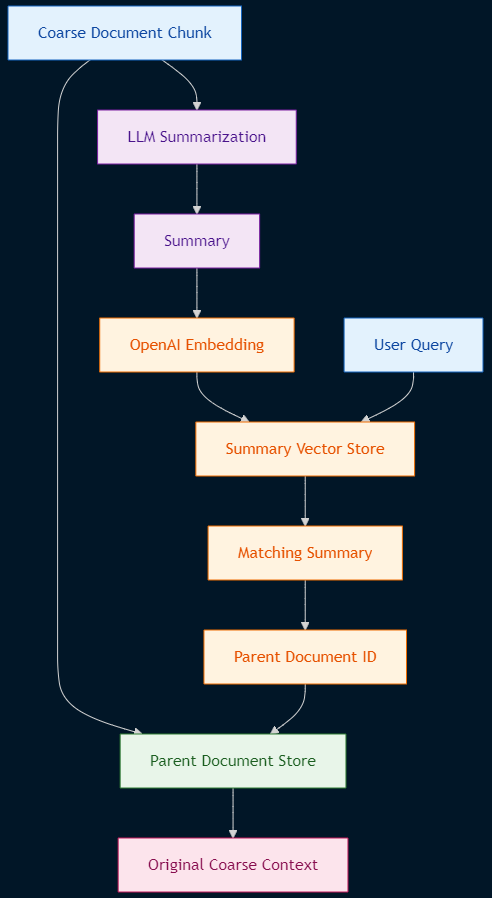 Coarse Document Chunk
LLM Summarization
Summary
OpenAI Embedding
User Query
Summary Vector Store
Matching Summary
Parent Document ID
Parent Document Store
Original Coarse Context